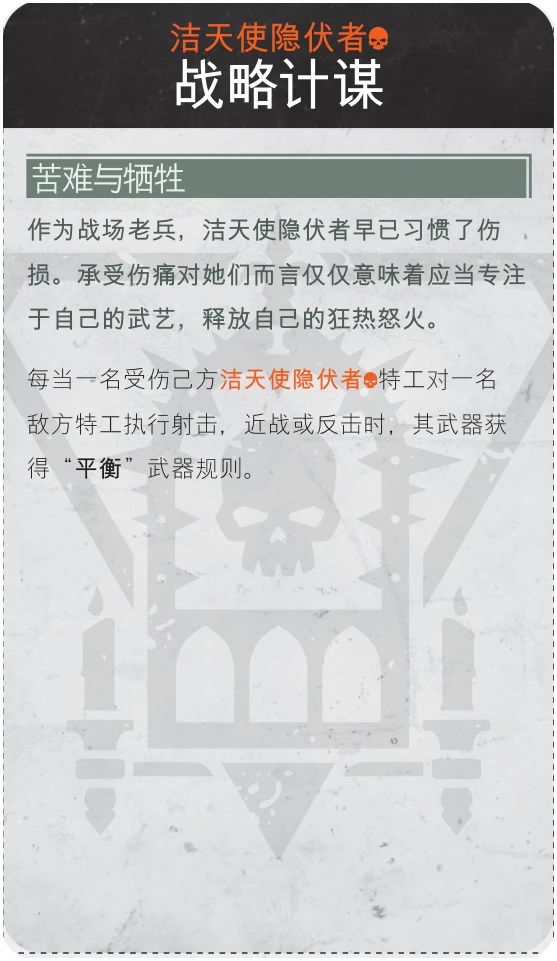 洁天使隐伏者
战略计谋
苦难与牺牲
作为战场老兵，洁天使隐伏者早已习惯了伤
损。承受伤痛对她们而言仅仅意味着应当专注
于自己的武艺，释放自己的狂热怒火。
每当一名受伤己方洁天使隐伏者特工对一名
敌方特工执行射击，近战或反击时，其武器获
得“平衡”武器规则。